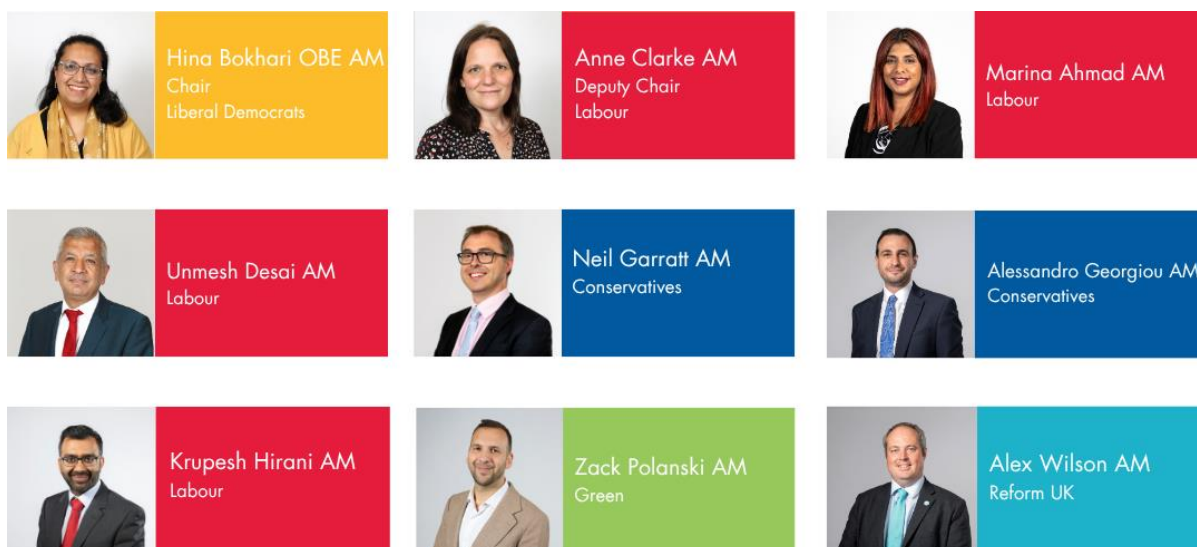 Hina Bokhari OBE AM
Chair
Liberal Democrats
Anne Clarke AM
Deputy Chair
Labour
Marina Ahmad AM
Labour
Unmesh Desai AM
Labour
Neil Garratt AM
Conservatives
Alessandro Georgiou AM
Conservatives
Krupesh Hirani AM
Labour
Zack Polanski AM
Green
Alex Wilson AM
Reform UK